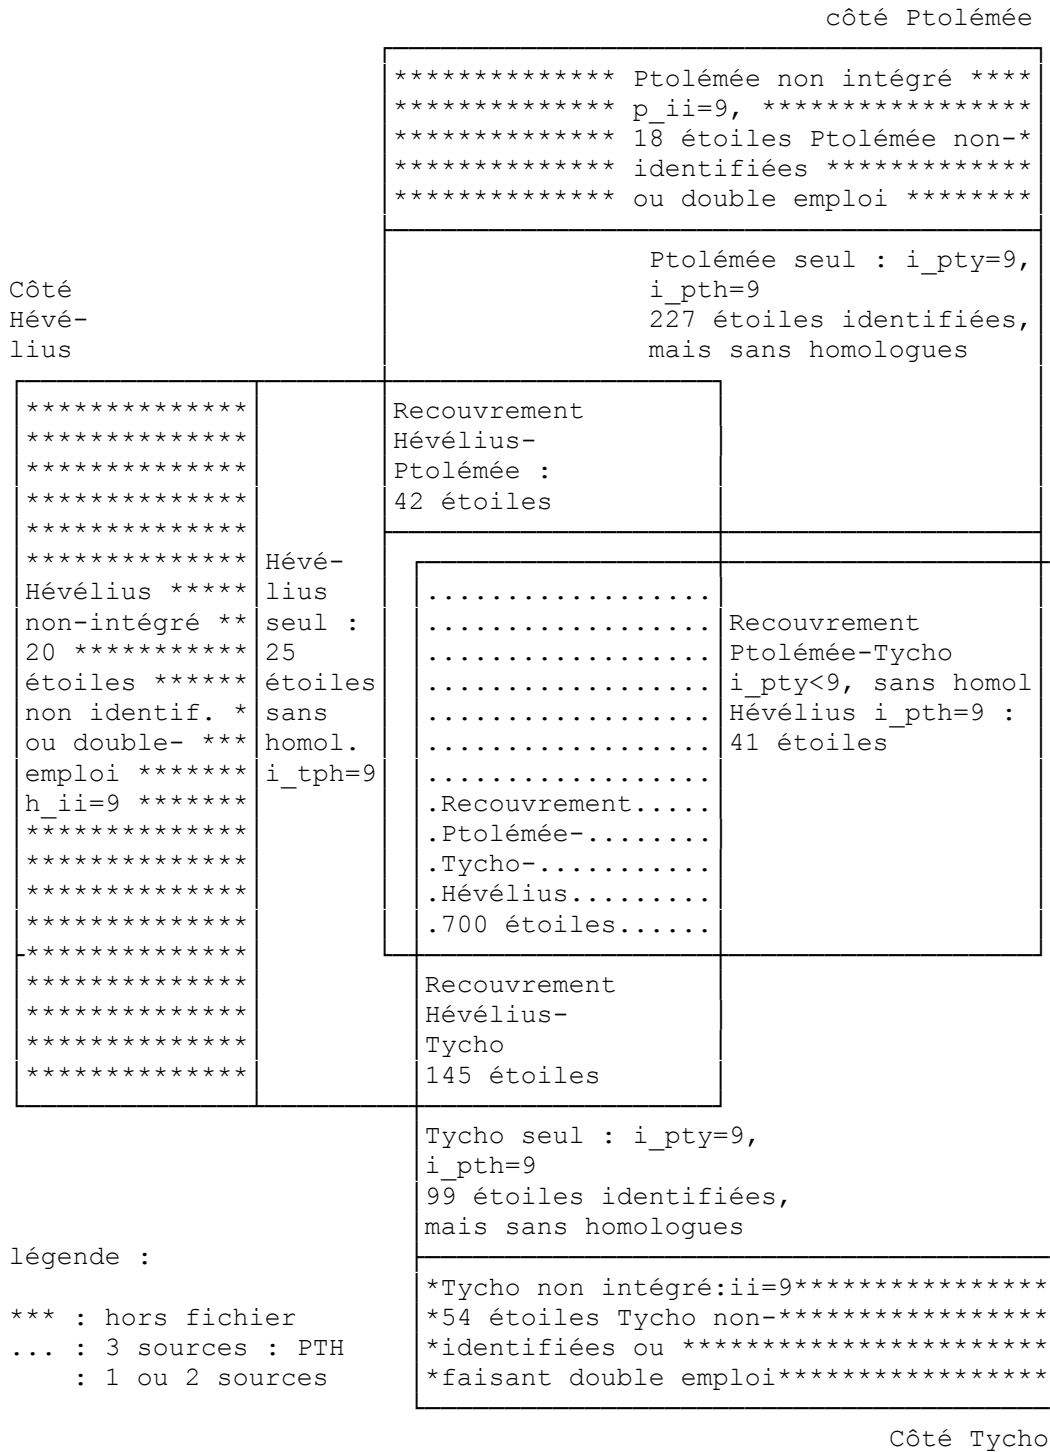 côté Ptolémée
************** Ptolémée non intégré ****
************** p_ii=9, *****************
************** 18 étoiles Ptolémée non-*
************** identifiées *************
************** ou double emploi ********
Ptolémée seul : i_pty=9,
i_pth=9
227 étoiles identifiées,
mais sans homologues
Côté
Hévé-
lius
**************
**************
**************
**************
**************
**************
Hévélius *****
non-intégré **
20 ***********
étoiles ******
non identif. *
ou double- ***
emploi *******
h_ii=9 *******
**************
**************
**************
**************
**************
**************
**************
**************
**************
Hévé-
lius
seul :
25
étoiles
sans
homol.
i_tph=9
Recouvrement
Hévélius-
Ptolémée :
42 étoiles
..................
..................
..................
..................
..................
..................
..................
.Recouvrement.....
.Ptolémée-........
.Tycho-...........
.Hévélius.........
.700 étoiles......
Recouvrement
Ptolémée-Tycho
i_pty<9, sans homol
Hévélius i_pth=9 :
41 étoiles
Recouvrement
Hévélius-
Tycho
145 étoiles
Tycho seul : i_pty=9,
i_pth=9
99 étoiles identifiées,
mais sans homologues
légende :
*** : hors fichier
... : 3 sources : PTH
: 1 ou 2 sources
*Tycho non intégré:ii=9****************
*54 étoiles Tycho non-*****************
*identifiées ou ***********************
*faisant double emploi*****************
Côté Tycho